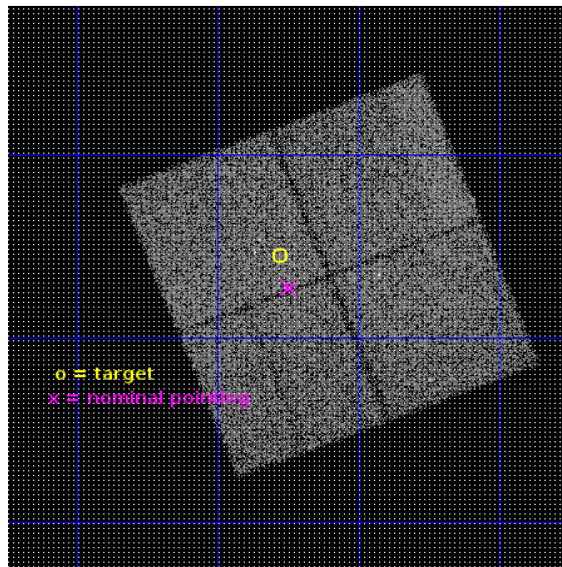 o = target
x = nominal pointing